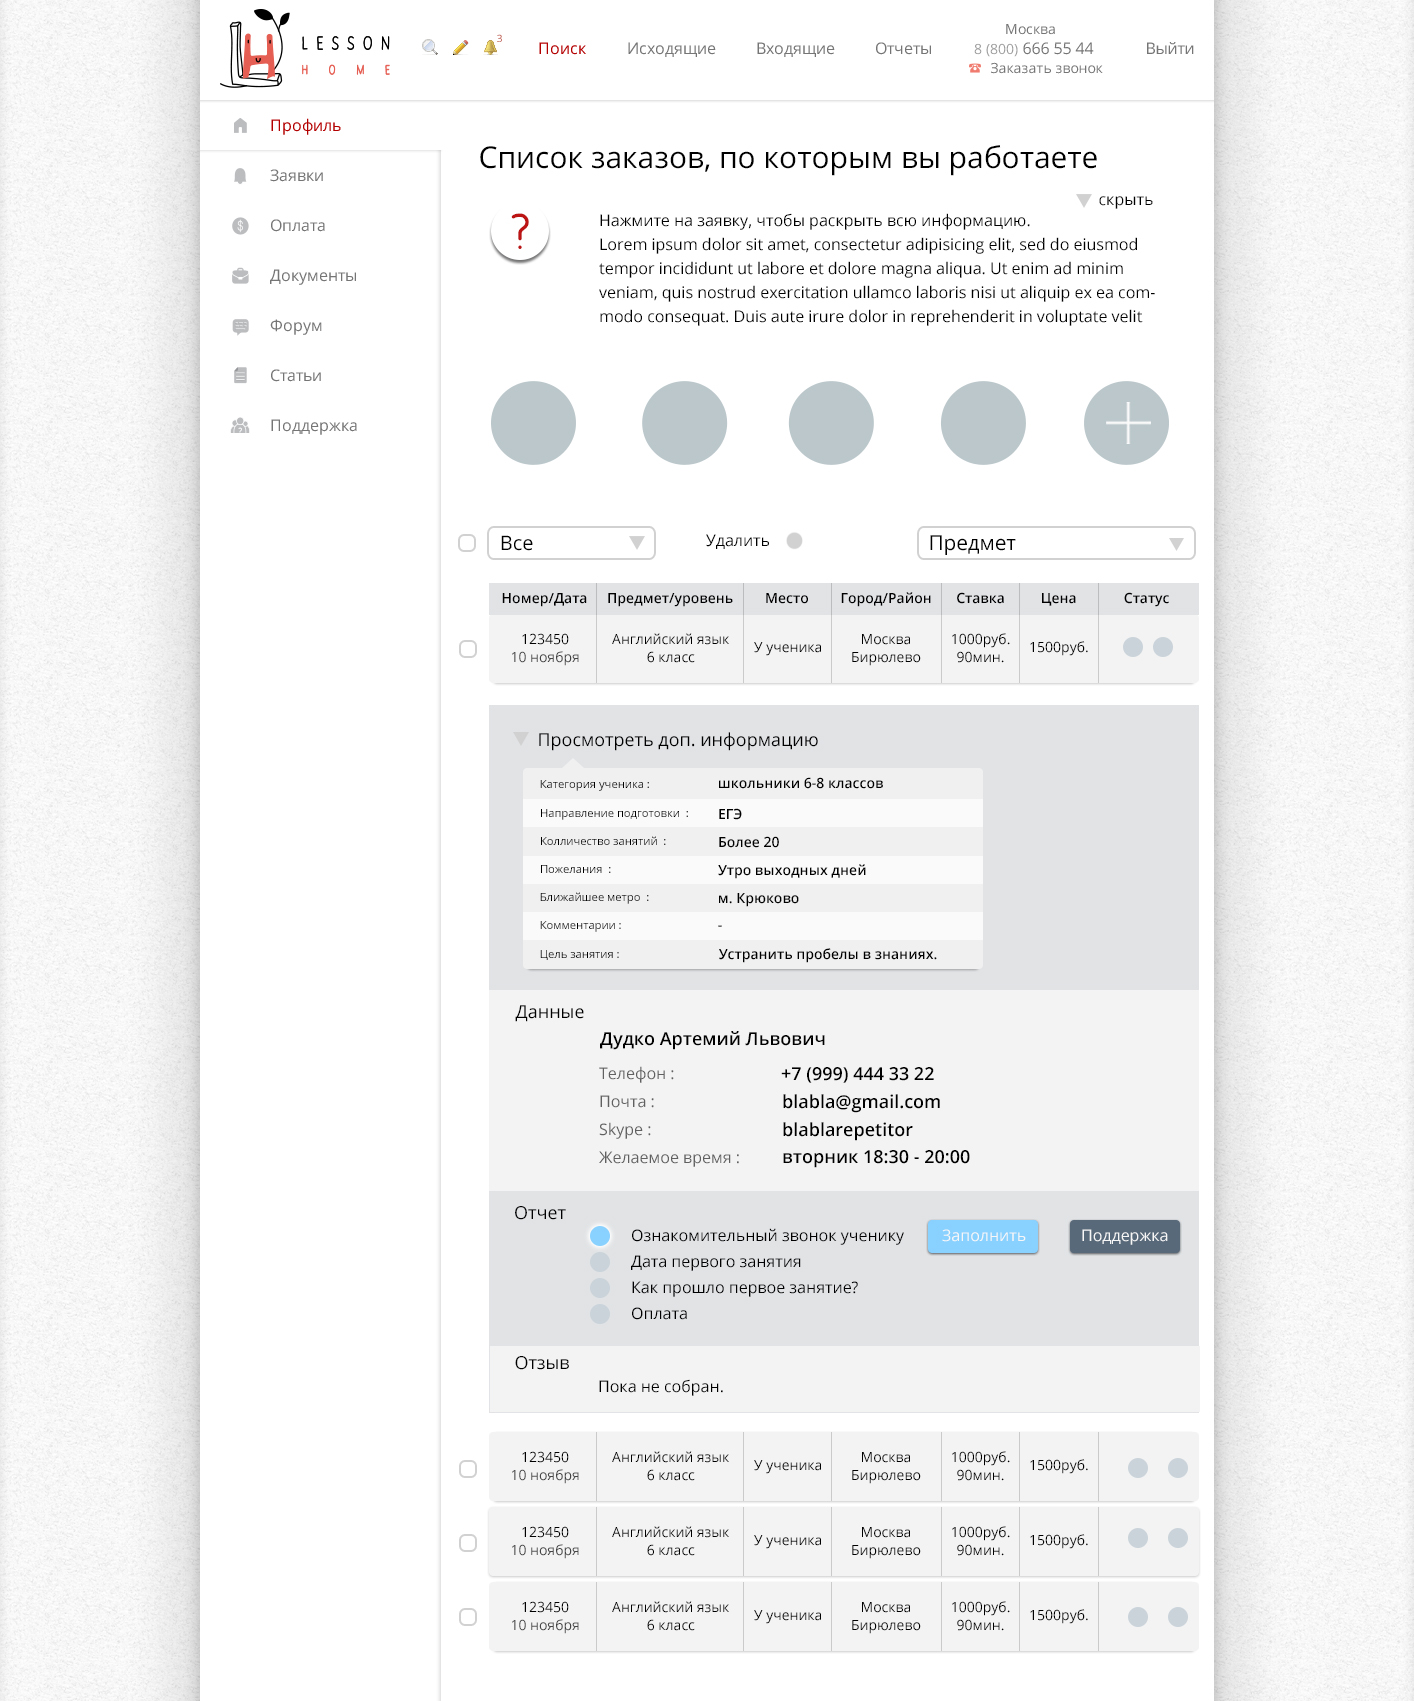 LESSON
HOME
3
Поиск
Исходящие
Входящие
Отчеты
Москва
8 (800) 666 55 44
Заказать звонок
Выйти
Профиль
Заявки
Оплата
Документы
Форум
Статьи
Поддержка
Список заказов, по которым вы работаете
скрыть
?
Нажмите на заявку, чтобы раскрыть всю информацию.
Lorem ipsum dolor sit amet, consectetur adipisicing elit, sed do eiusmod
tempor incididunt ut labore et dolore magna aliqua. Ut enim ad minim
veniam, quis nostrud exercitation ullamco laboris nisi ut aliquip ex ea com-
modo consequat. Duis aute irure dolor in reprehenderit in voluptate velit
Все
Удалить
Предмет
Номер/Дата Предмет/уровень Место Город/Район Ставка Цена Статус
123450 Английский язык У ученика Москва 1000руб. 1500руб.
10 ноября 6 класс Бирюлево 90мин.
Просмотреть доп. информацию
Категория ученика : школьники 6-8 классов
Направление подготовки : ЕГЭ
Колличество занятий : Более 20
Пожелания : Утро выходных дней
Ближайшее метро : м. Крюково
Комментарии : -
Цель занятия : Устранить пробелы в знаниях.
Данные
Дудко Артемий Львович
Телефон : +7 (999) 444 33 22
Почта : blabla@gmail.com
Skype : blablarepetitor
Желаемое время : вторник 18:30 - 20:00
Отчет
Ознакомительный звонок ученику
Заполнить
Поддержка
Дата первого занятия
Как прошло первое занятие?
Оплата
Отзыв
Пока не собран.
123450 Английский язык У ученика Москва 1000руб. 1500руб.
10 ноября 6 класс Бирюлево 90мин.
123450 Английский язык У ученика Москва 1000руб. 1500руб.
10 ноября 6 класс Бирюлево 90мин.
123450 Английский язык У ученика Москва 1000руб. 1500руб.
10 ноября 6 класс Бирюлево 90мин.